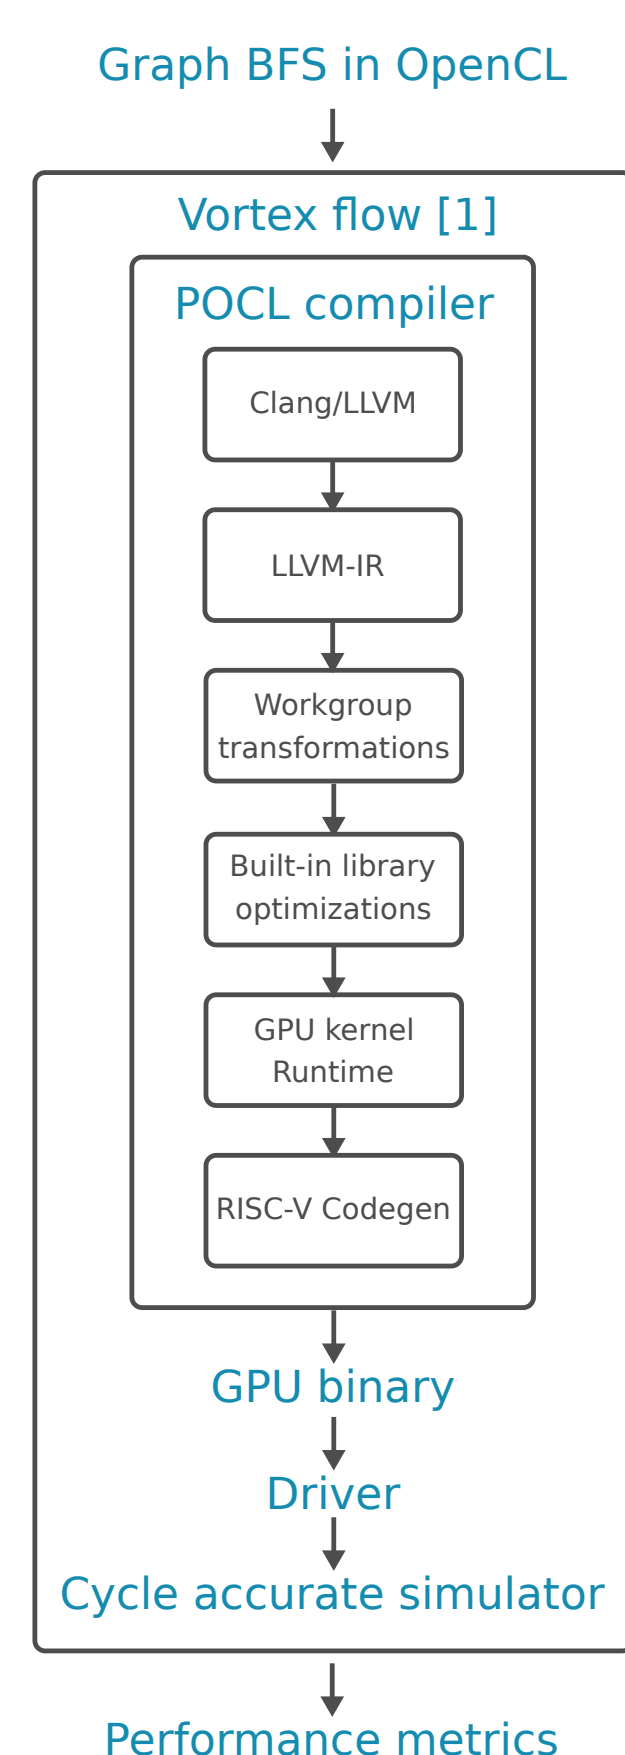 Graph BFS in OpenCL
Vortex flow [1]
POCL compiler
Clang/LLVM
LLVM-IR
Workgroup
transformations
Built-in library
optimizations
GPU kernel
Runtime
RISC-V Codegen
GPU binary
Driver
Cycle accurate simulator
Performance metrics